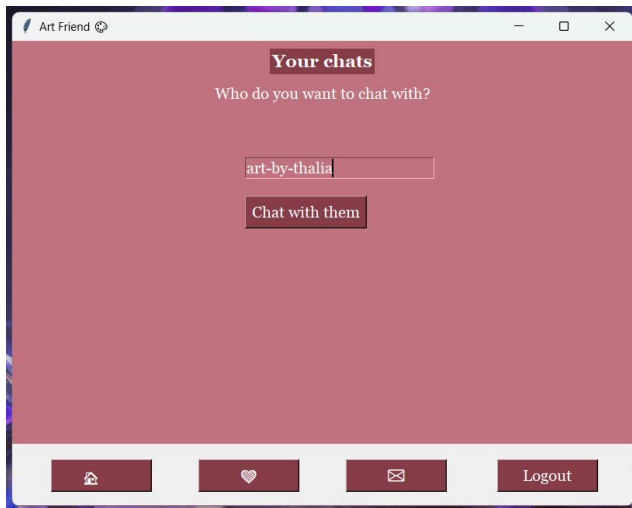 Art Friend 🎨
Your chats
Who do you want to chat with?
art-by-thalia
Chat with them
Logout